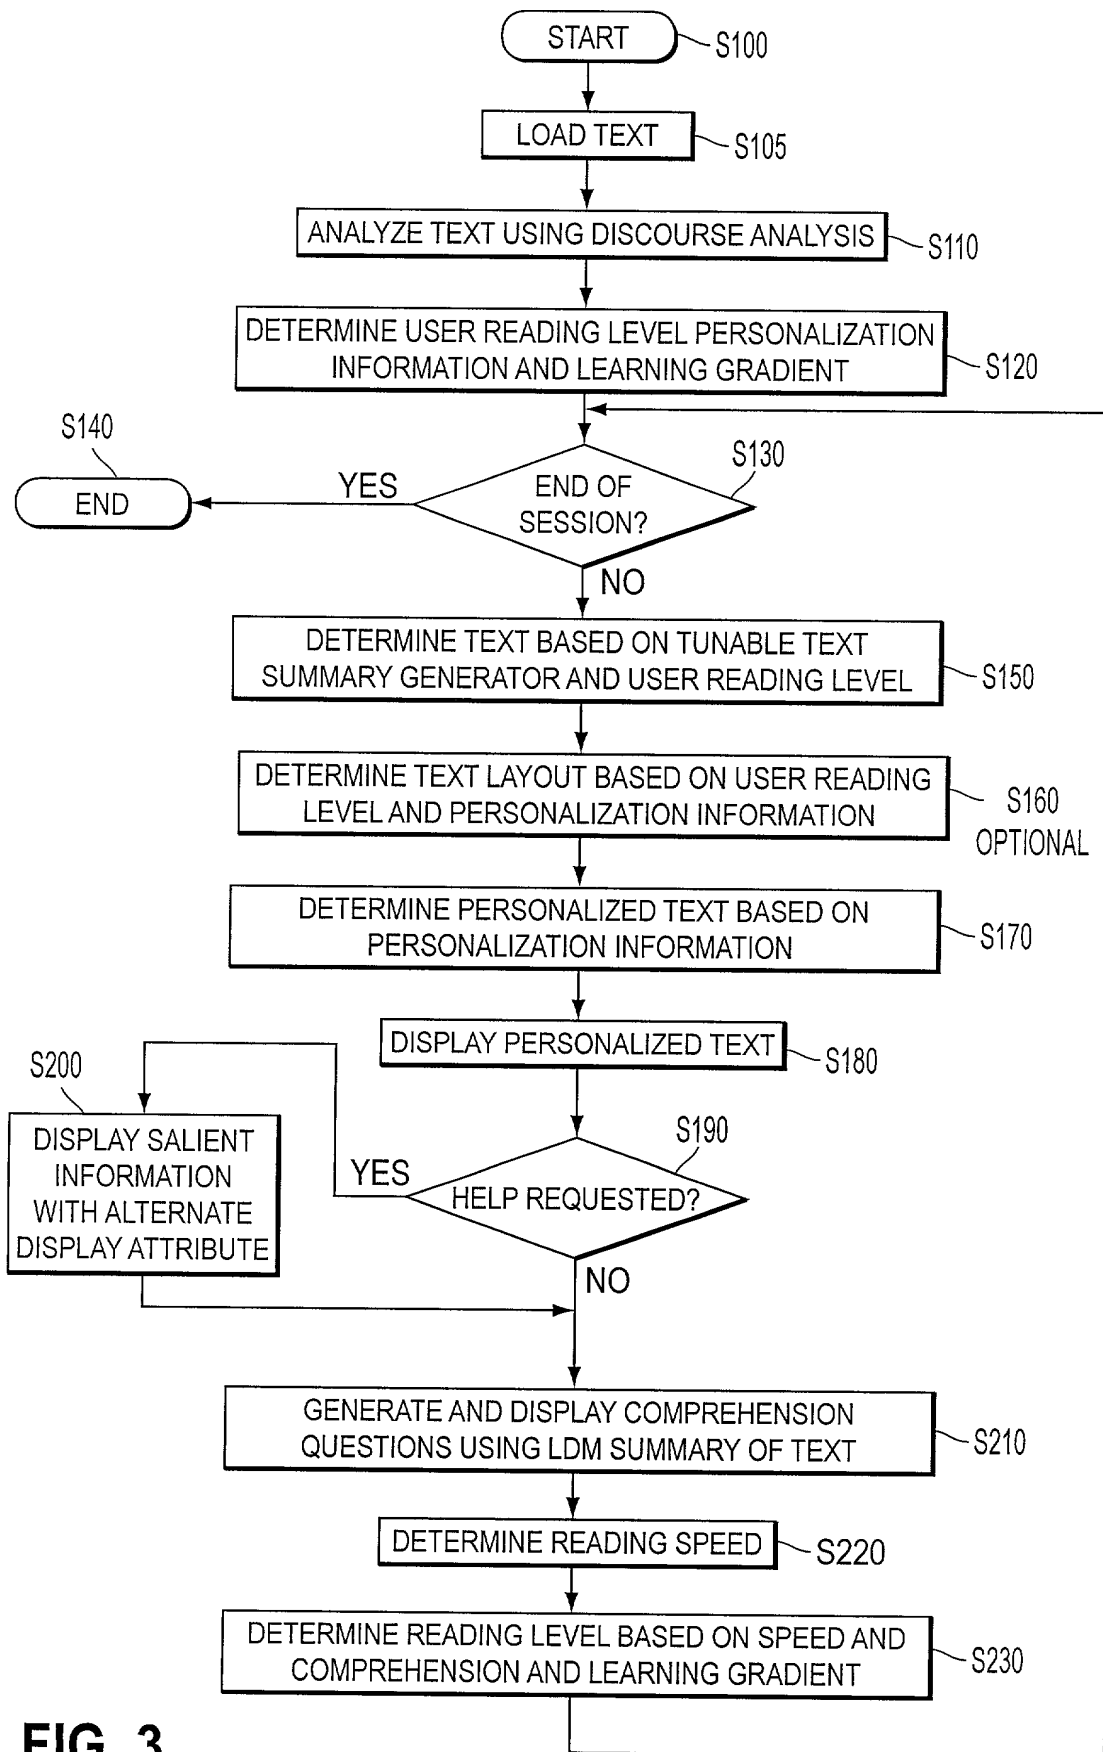 START
S100
LOAD TEXT
S105
ANALYZE TEXT USING DISCOURSE ANALYSIS
S110
DETERMINE USER READING LEVEL PERSONALIZATION
INFORMATION AND LEARNING GRADIENT
S120
S140
END
YES
END OF
SESSION?
S130
NO
DETERMINE TEXT BASED ON TUNABLE TEXT
SUMMARY GENERATOR AND USER READING LEVEL
S150
DETERMINE TEXT LAYOUT BASED ON USER READING
LEVEL AND PERSONALIZATION INFORMATION
S160
OPTIONAL
DETERMINE PERSONALIZED TEXT BASED ON
PERSONALIZATION INFORMATION
S170
DISPLAY PERSONALIZED TEXT
S180
S200
DISPLAY SALIENT
INFORMATION
WITH ALTERNATE
DISPLAY ATTRIBUTE
YES
HELP REQUESTED?
S190
NO
GENERATE AND DISPLAY COMPREHENSION
QUESTIONS USING LDM SUMMARY OF TEXT
S210
DETERMINE READING SPEED
S220
DETERMINE READING LEVEL BASED ON SPEED AND
COMPREHENSION AND LEARNING GRADIENT
S230
FIG. 3